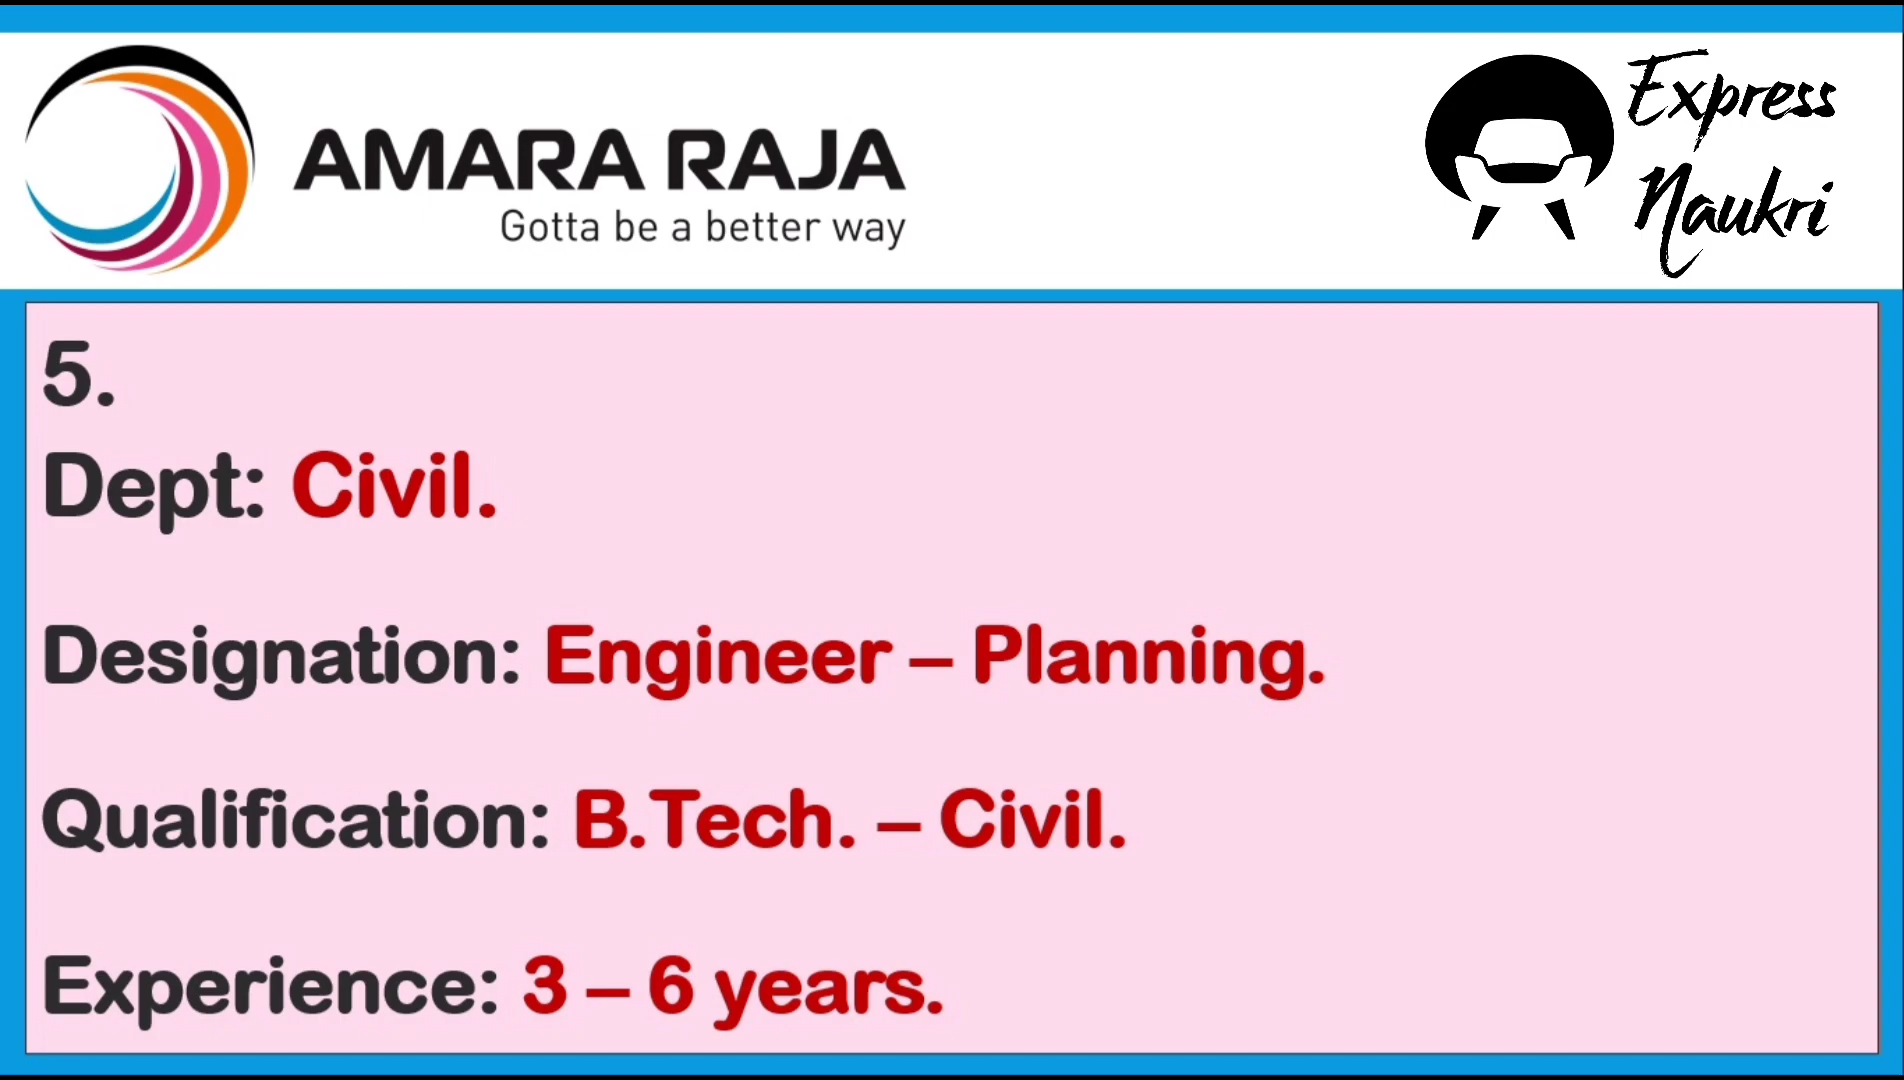 AMARA RAJA
Gotta be a better way
Express
Naukri
5.
Dept: Civil.
Designation: Engineer – Planning.
Qualification: B.Tech. – Civil.
Experience: 3 – 6 years.